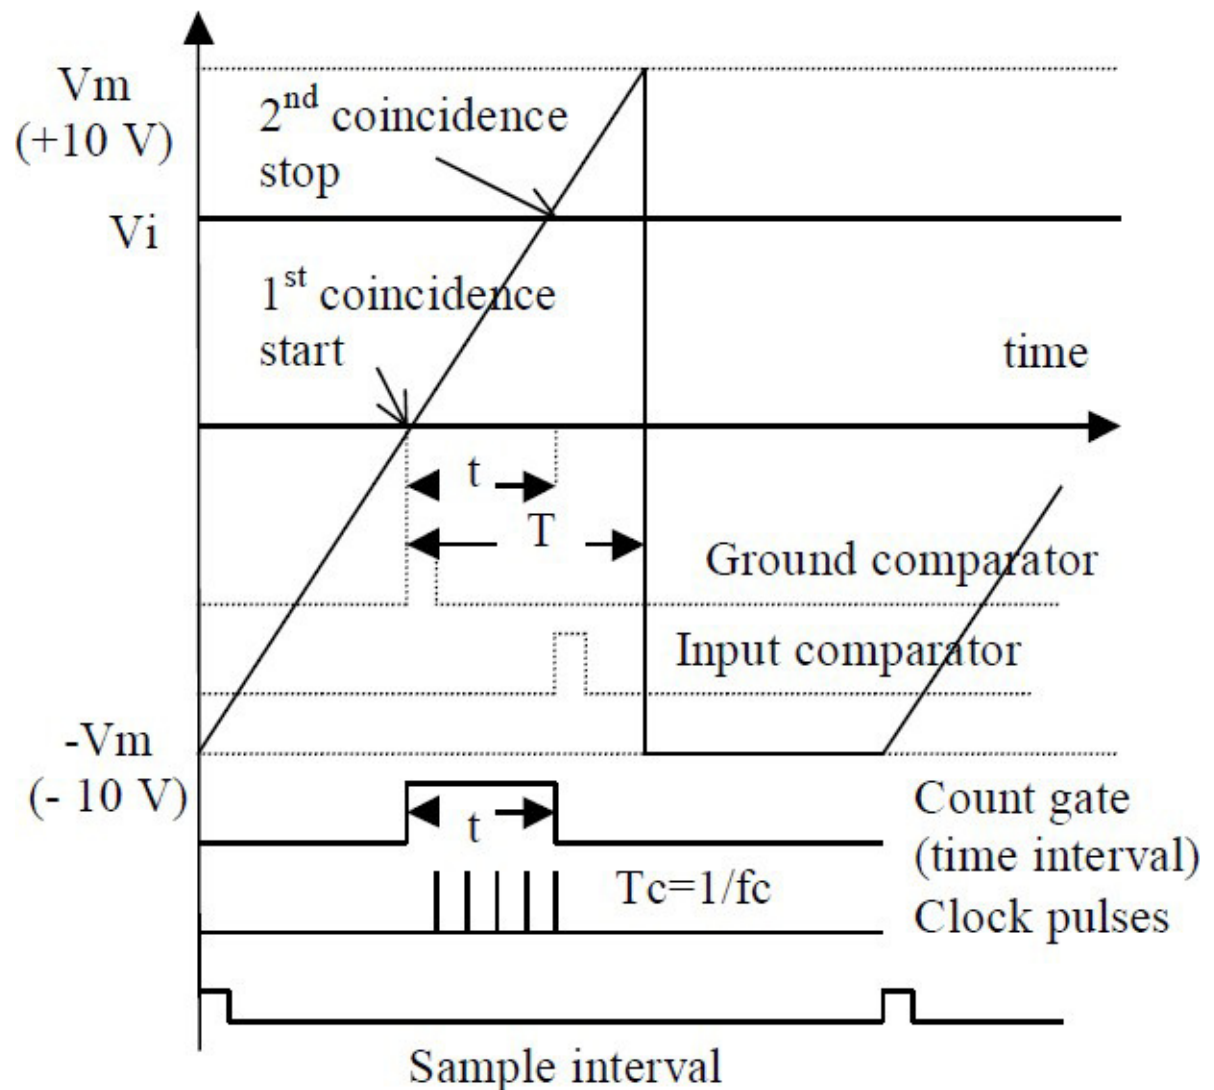 Vm
(+10 V)
2nd coincidence
stop
Vi
1st coincidence
start
time
t
T
Ground comparator
Input comparator
-Vm
(- 10 V)
t
Count gate
(time interval)
Tc=1/fc
Clock pulses
Sample interval